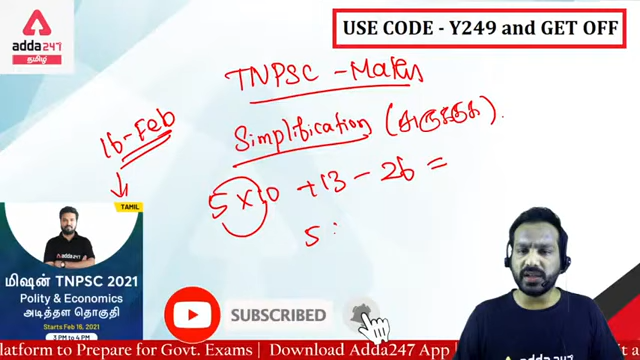 adda247
தமிழ்
USE CODE - Y249 and GET OFF
TNPSC - Maths
16-Feb
Simplification (சுருக்குக).
5 x 10 + 13 - 26 =
5
TAMIL
adda247
மிஷன் TNPSC 2021
Polity & Economics
அடித்தள தொகுதி
Starts Feb 16, 2021
3 PM to 4 PM
SUBSCRIBED
latform to Prepare for Govt. Exams | Download Adda247 App |